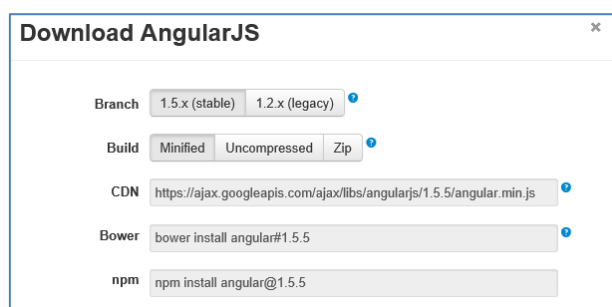 Download AngularJS ×
Branch 1.5.x (stable) 1.2.x (legacy) ?
Build Minified Uncompressed Zip ?
CDN https://ajax.googleapis.com/ajax/libs/angularjs/1.5.5/angular.min.js ?
Bower bower install angular#1.5.5 ?
npm npm install angular@1.5.5